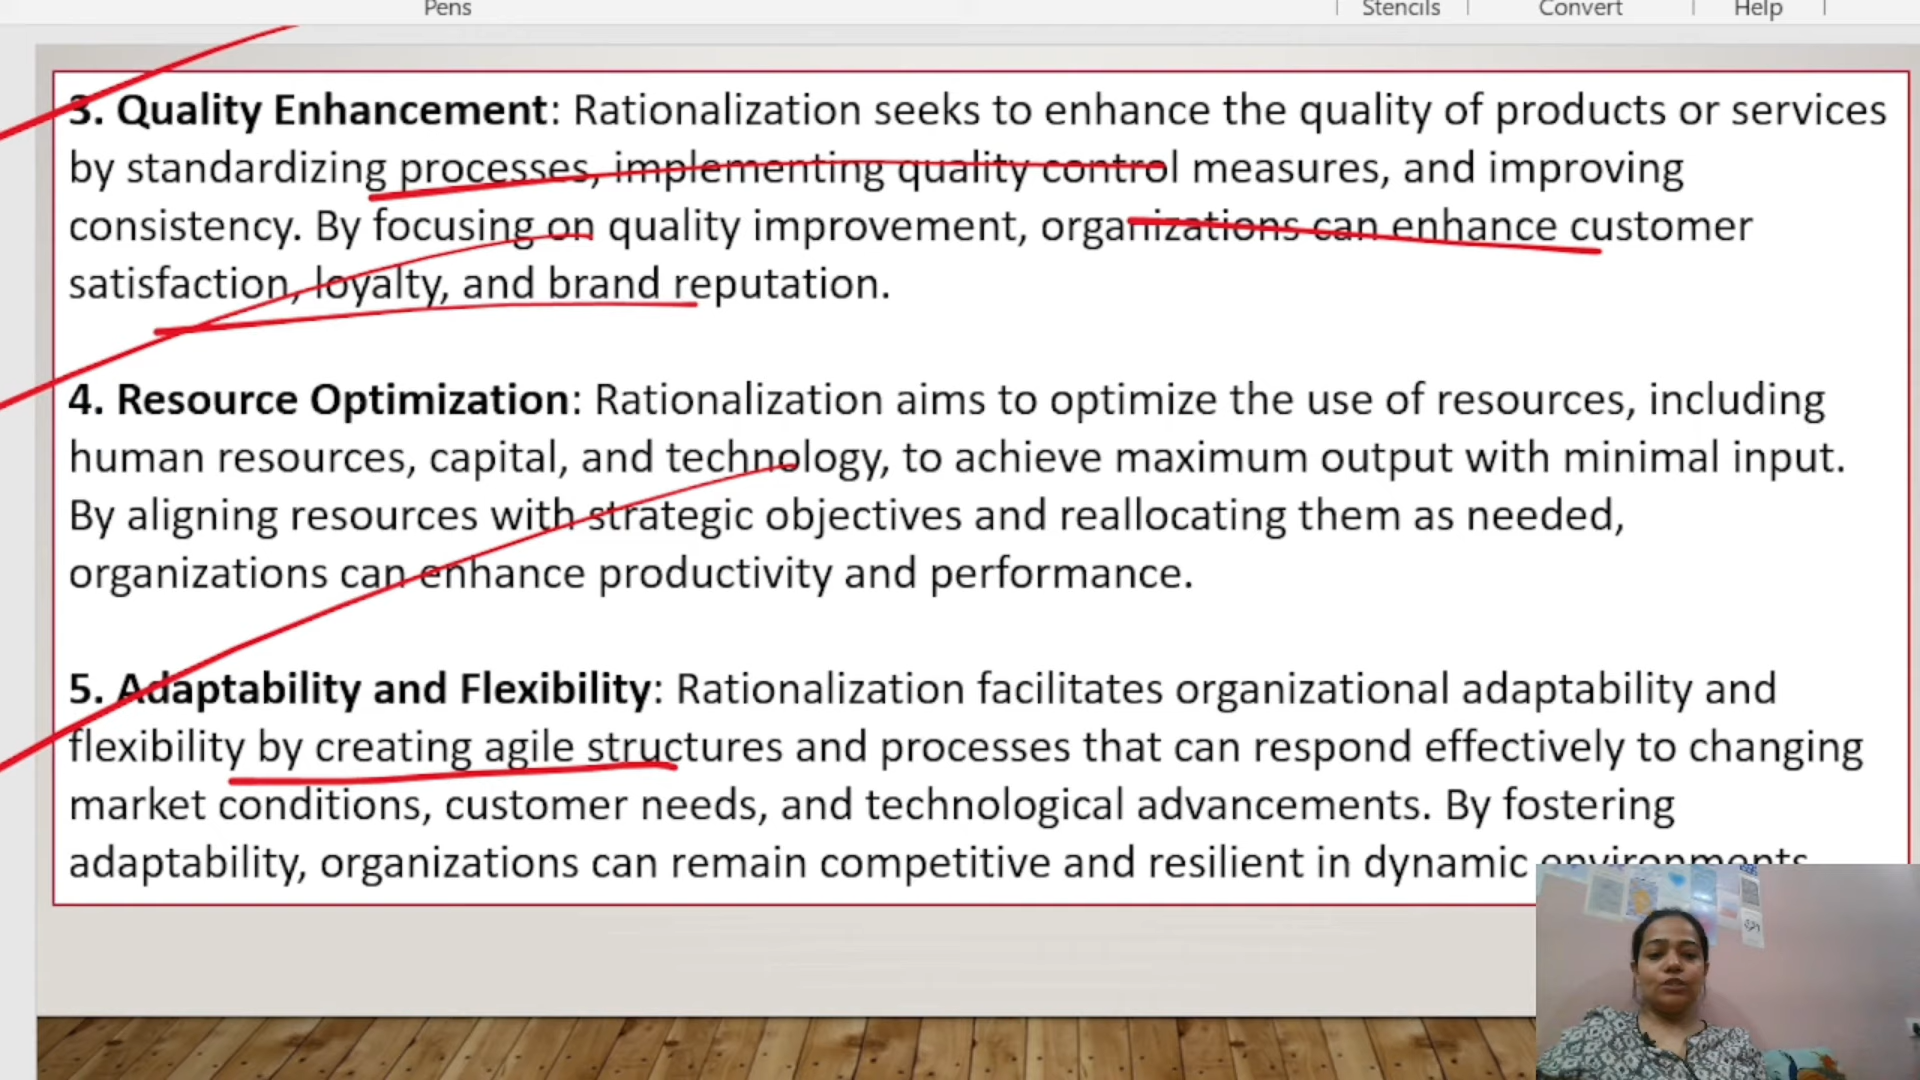 Pens Stencils Convert Help
3. Quality Enhancement: Rationalization seeks to enhance the quality of products or services
by standardizing processes, implementing quality control measures, and improving
consistency. By focusing on quality improvement, organizations can enhance customer
satisfaction, loyalty, and brand reputation.
4. Resource Optimization: Rationalization aims to optimize the use of resources, including
human resources, capital, and technology, to achieve maximum output with minimal input.
By aligning resources with strategic objectives and reallocating them as needed,
organizations can enhance productivity and performance.
5. Adaptability and Flexibility: Rationalization facilitates organizational adaptability and
flexibility by creating agile structures and processes that can respond effectively to changing
market conditions, customer needs, and technological advancements. By fostering
adaptability, organizations can remain competitive and resilient in dynamic environments